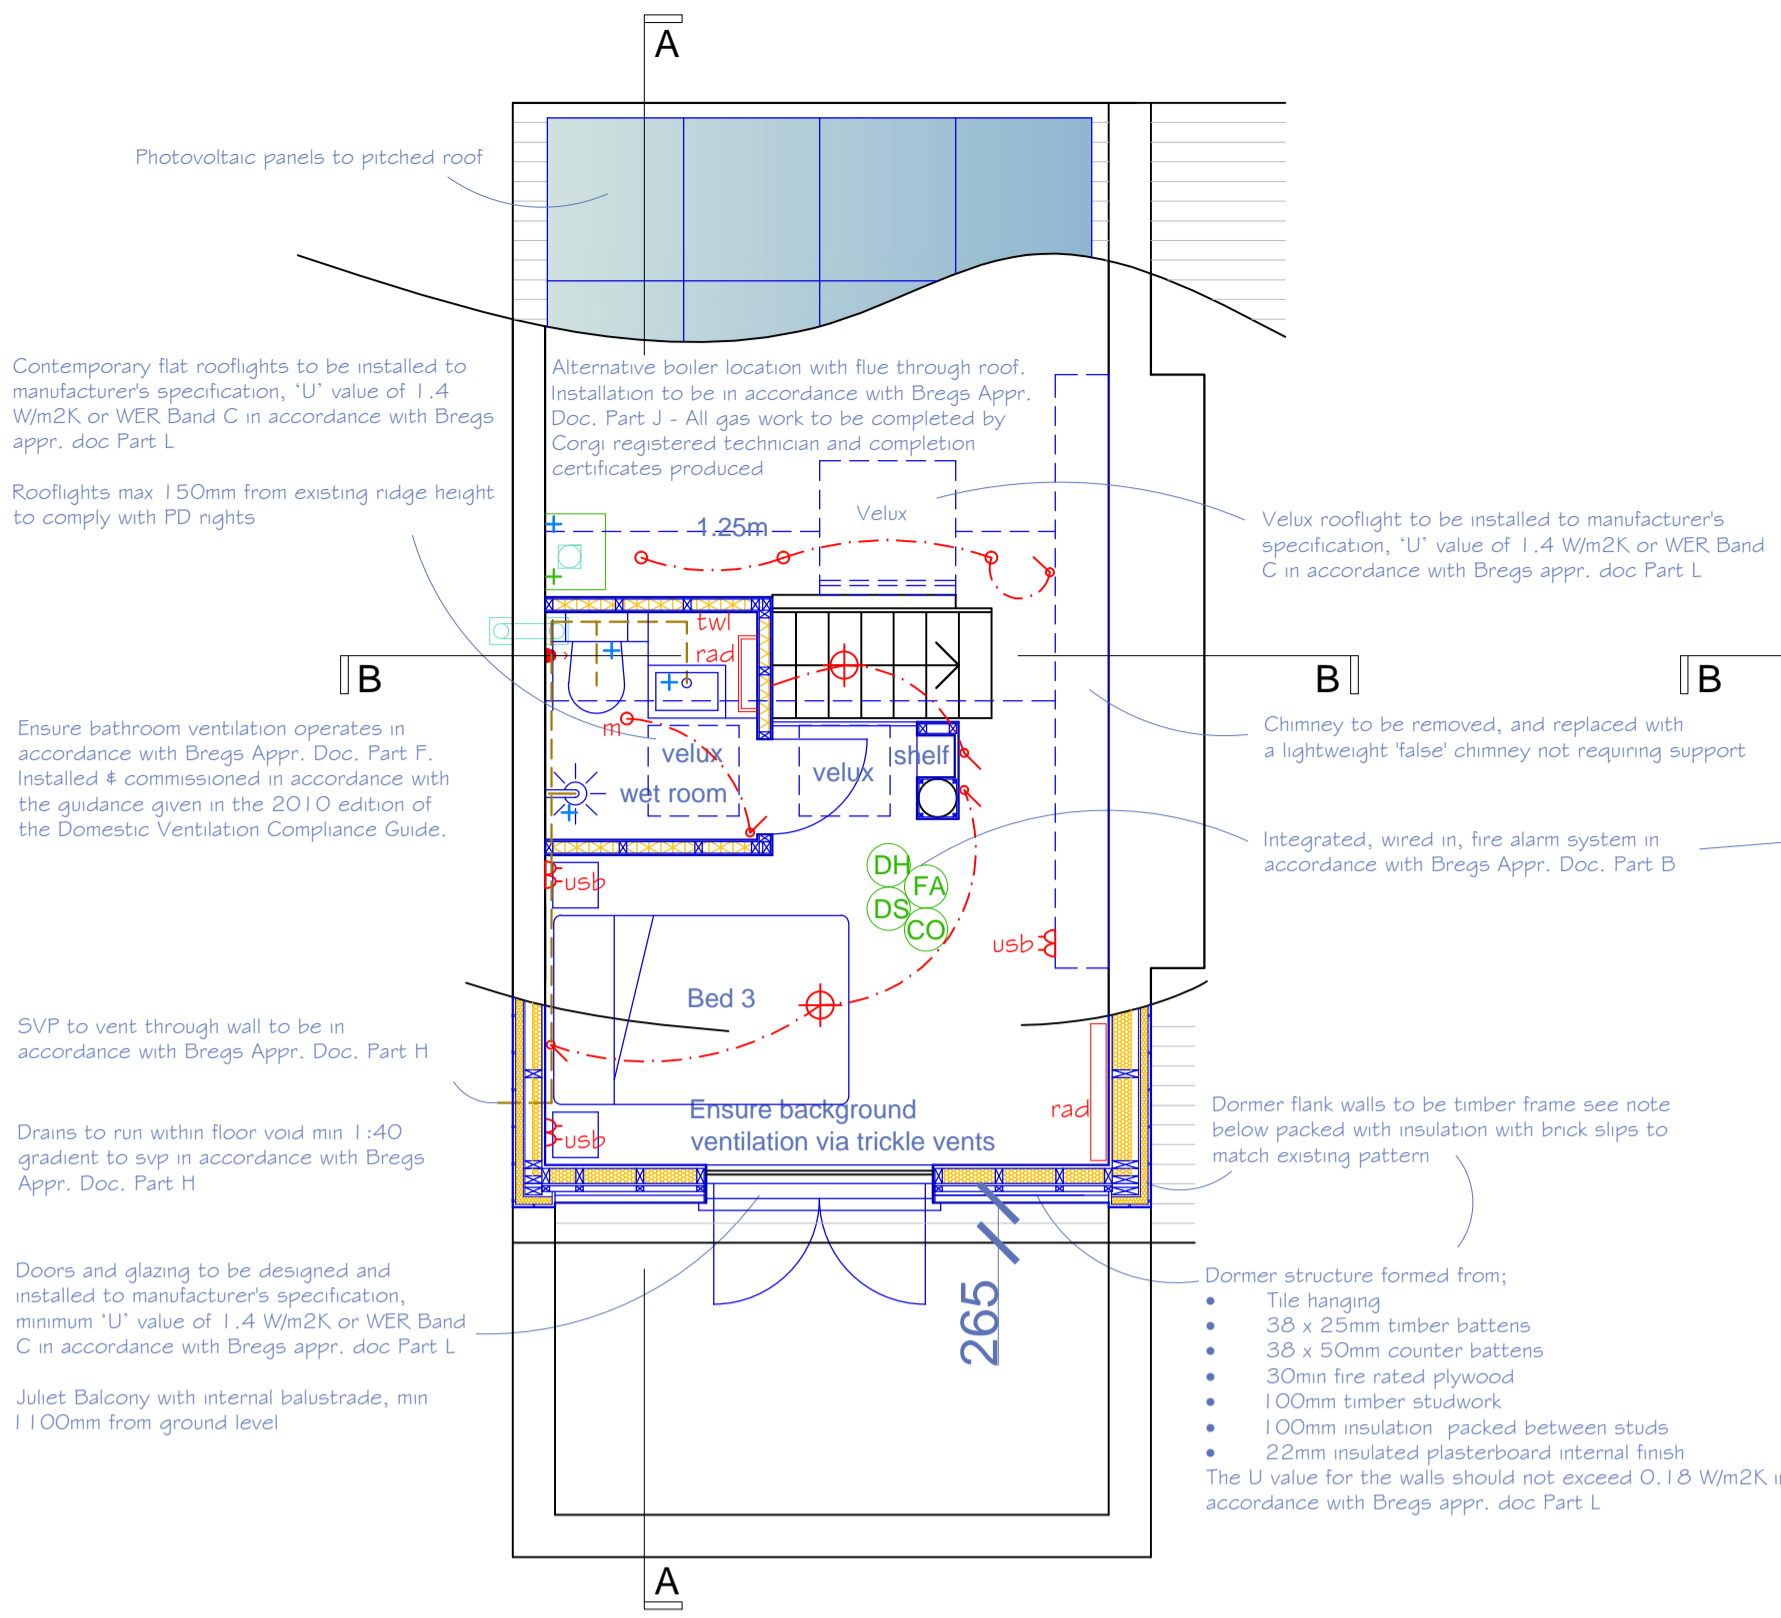 A
Photovoltaic panels to pitched roof
Contemporary flat rooflights to be installed to
manufacturer's specification, ‘U’ value of 1.4
W/m2K or WER Band C in accordance with Bregs
appr. doc Part L
Rooflights max 150mm from existing ridge height
to comply with PD rights
Alternative boiler location with flue through roof.
Installation to be in accordance with Bregs Appr.
Doc. Part J - All gas work to be completed by
Corgi registered technician and completion
certificates produced
Velux
1.25m
Velux rooflight to be installed to manufacturer's
specification, ‘U’ value of 1.4 W/m2K or WER Band
C in accordance with Bregs appr. doc Part L
twl
rad
B
B
B
m
velux
velux
shelf
wet room
Ensure bathroom ventilation operates in
accordance with Bregs Appr. Doc. Part F.
Installed & commissioned in accordance with
the guidance given in the 2010 edition of
the Domestic Ventilation Compliance Guide.
Chimney to be removed, and replaced with
a lightweight 'false' chimney not requiring support
Integrated, wired in, fire alarm system in
accordance with Bregs Appr. Doc. Part B
DH
FA
DS
CO
usb
usb
Bed 3
SVP to vent through wall to be in
accordance with Bregs Appr. Doc. Part H
Drains to run within floor void min 1:40
gradient to svp in accordance with Bregs
Appr. Doc. Part H
Ensure background
ventilation via trickle vents
rad
usb
Dormer flank walls to be timber frame see note
below packed with insulation with brick slips to
match existing pattern
Doors and glazing to be designed and
installed to manufacturer's specification,
minimum ‘U’ value of 1.4 W/m2K or WER Band
C in accordance with Bregs appr. doc Part L
Juliet Balcony with internal balustrade, min
1100mm from ground level
265
Dormer structure formed from;
• Tile hanging
• 38 x 25mm timber battens
• 38 x 50mm counter battens
• 30min fire rated plywood
• 100mm timber studwork
• 100mm insulation packed between studs
• 22mm insulated plasterboard internal finish
The U value for the walls should not exceed 0.18 W/m2K in
accordance with Bregs appr. doc Part L
A